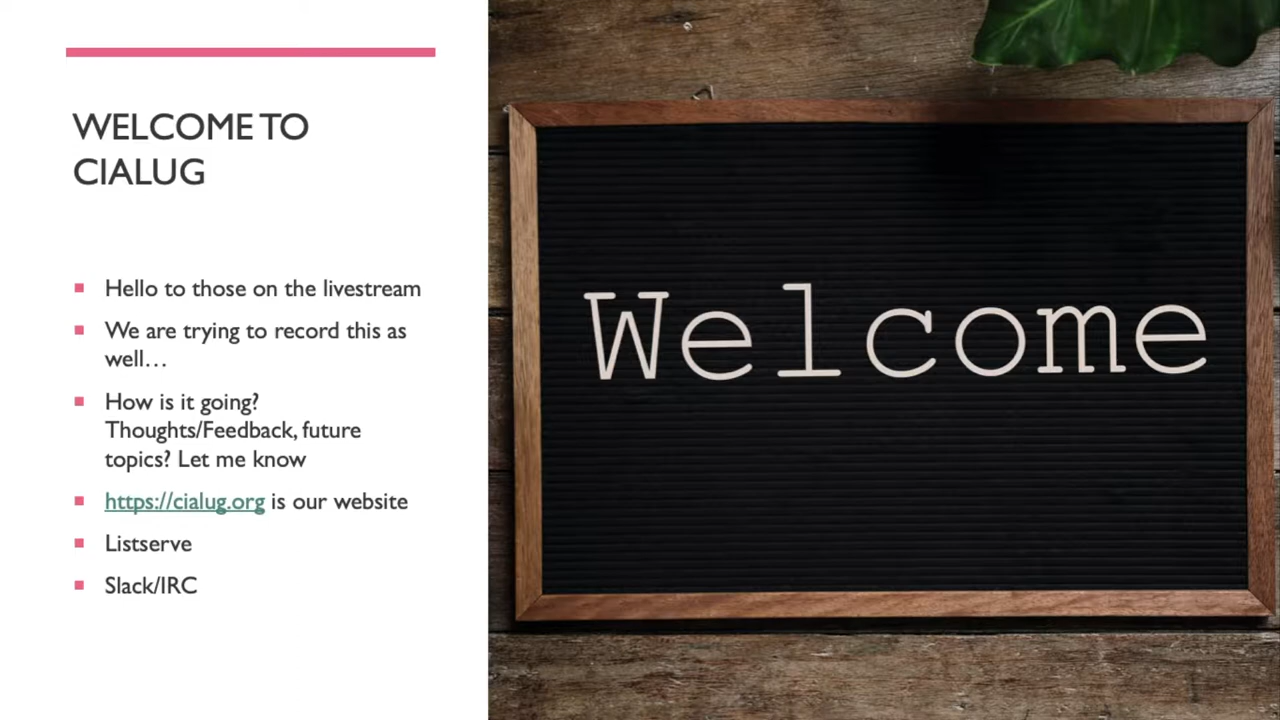 WELCOME TO
CIALUG
Hello to those on the livestream
We are trying to record this as
well…
How is it going?
Thoughts/Feedback, future
topics? Let me know
https://cialug.org is our website
Listserve
Slack/IRC
Welcome